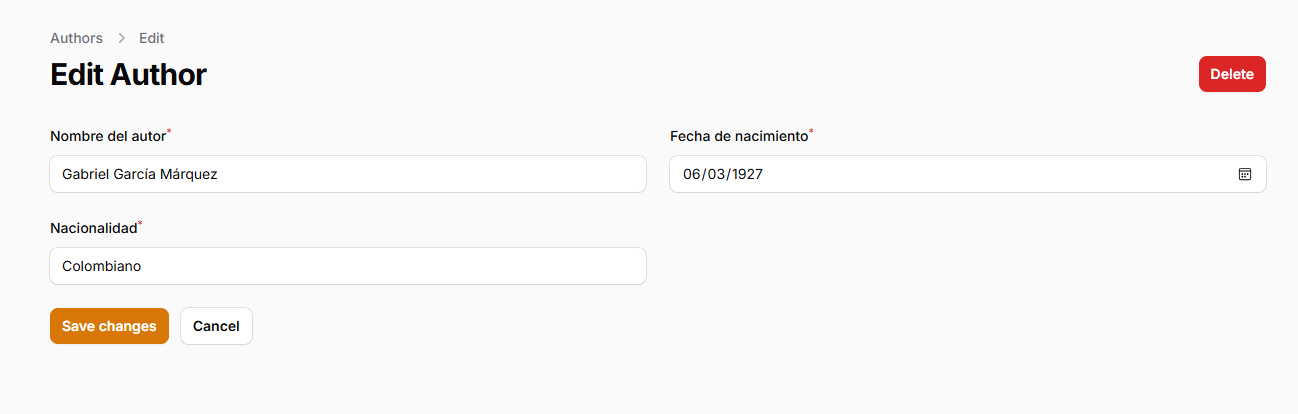 Authors > Edit
Edit Author
Delete
Nombre del autor*
Gabriel García Márquez
Fecha de nacimiento*
06/03/1927
Nacionalidad*
Colombiano
Save changes
Cancel